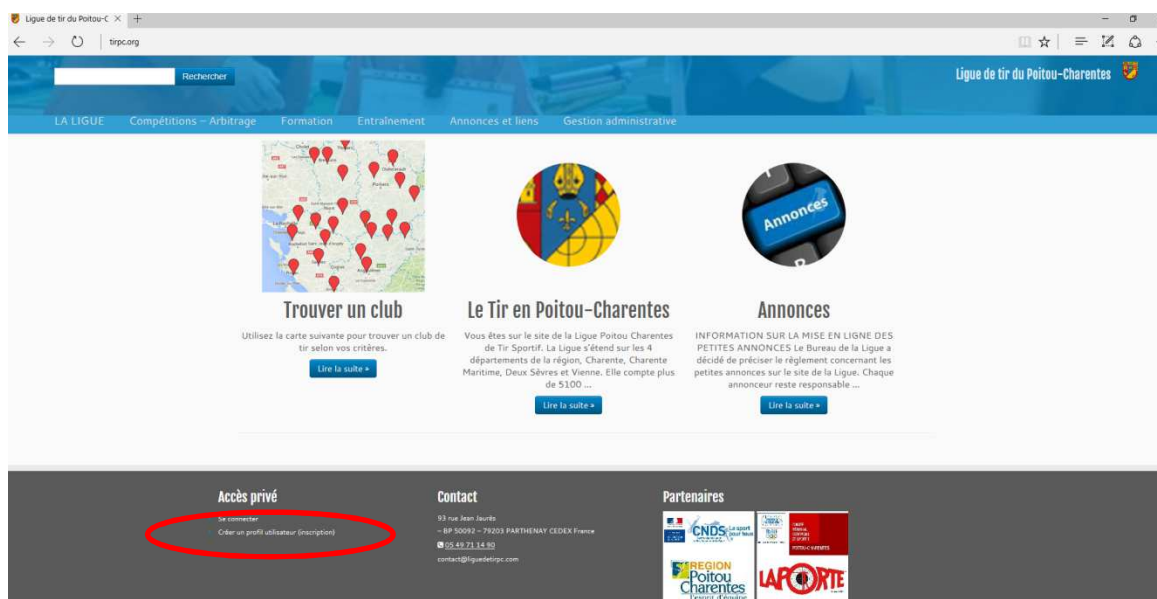 Ligue de tir du Poitou-C
tirpc.org
Rechercher
Ligue de tir du Poitou-Charentes
LA LIGUE Compétitions – Arbitrage Formation Entraînement Annonces et liens Gestion administrative
Annonces
Trouver un club
Utilisez la carte suivante pour trouver un club de
tir selon vos critères.
Lire la suite »
Le Tir en Poitou-Charentes
Vous êtes sur le site de la Ligue Poitou Charentes
de Tir Sportif. La Ligue s'étend sur les 4
départements de la région, Charente, Charente
Maritime, Deux Sèvres et Vienne. Elle compte plus
de 5100 ...
Lire la suite »
Annonces
INFORMATION SUR LA MISE EN LIGNE DES
PETITES ANNONCES Le Bureau de la Ligue a
décidé de préciser le règlement concernant les
petites annonces sur le site de la Ligue. Chaque
annonceur reste responsable ...
Lire la suite »
Accès privé
Se connecter
Créer un profil utilisateur (inscription)
Contact
93 rue Jean Jaurès
– BP 50092 – 79203 PARTHENAY CEDEX France
05 49 71 14 90
contact@liguedetirpc.com
Partenaires
CNDS Le sport
pour tous
REGION
Poitou
Charentes
LAPORTE